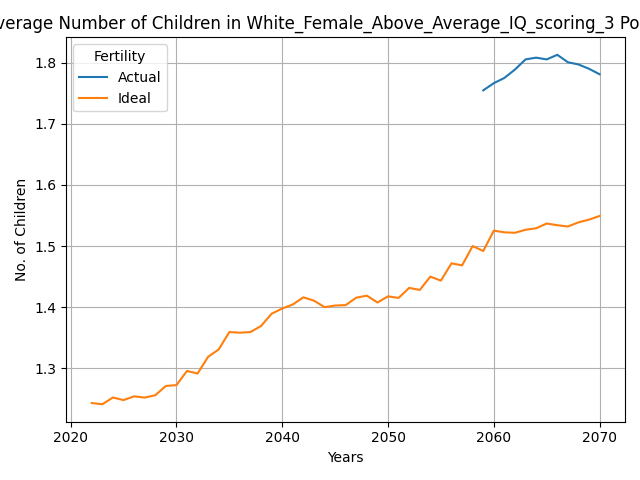 verage Number of Children in White_Female_Above_Average_IQ_scoring_3 Po
Fertility
Actual
Ideal
No. of Children
1.8
1.7
1.6
1.5
1.4
1.3
2020 2030 2040 2050 2060 2070
Years